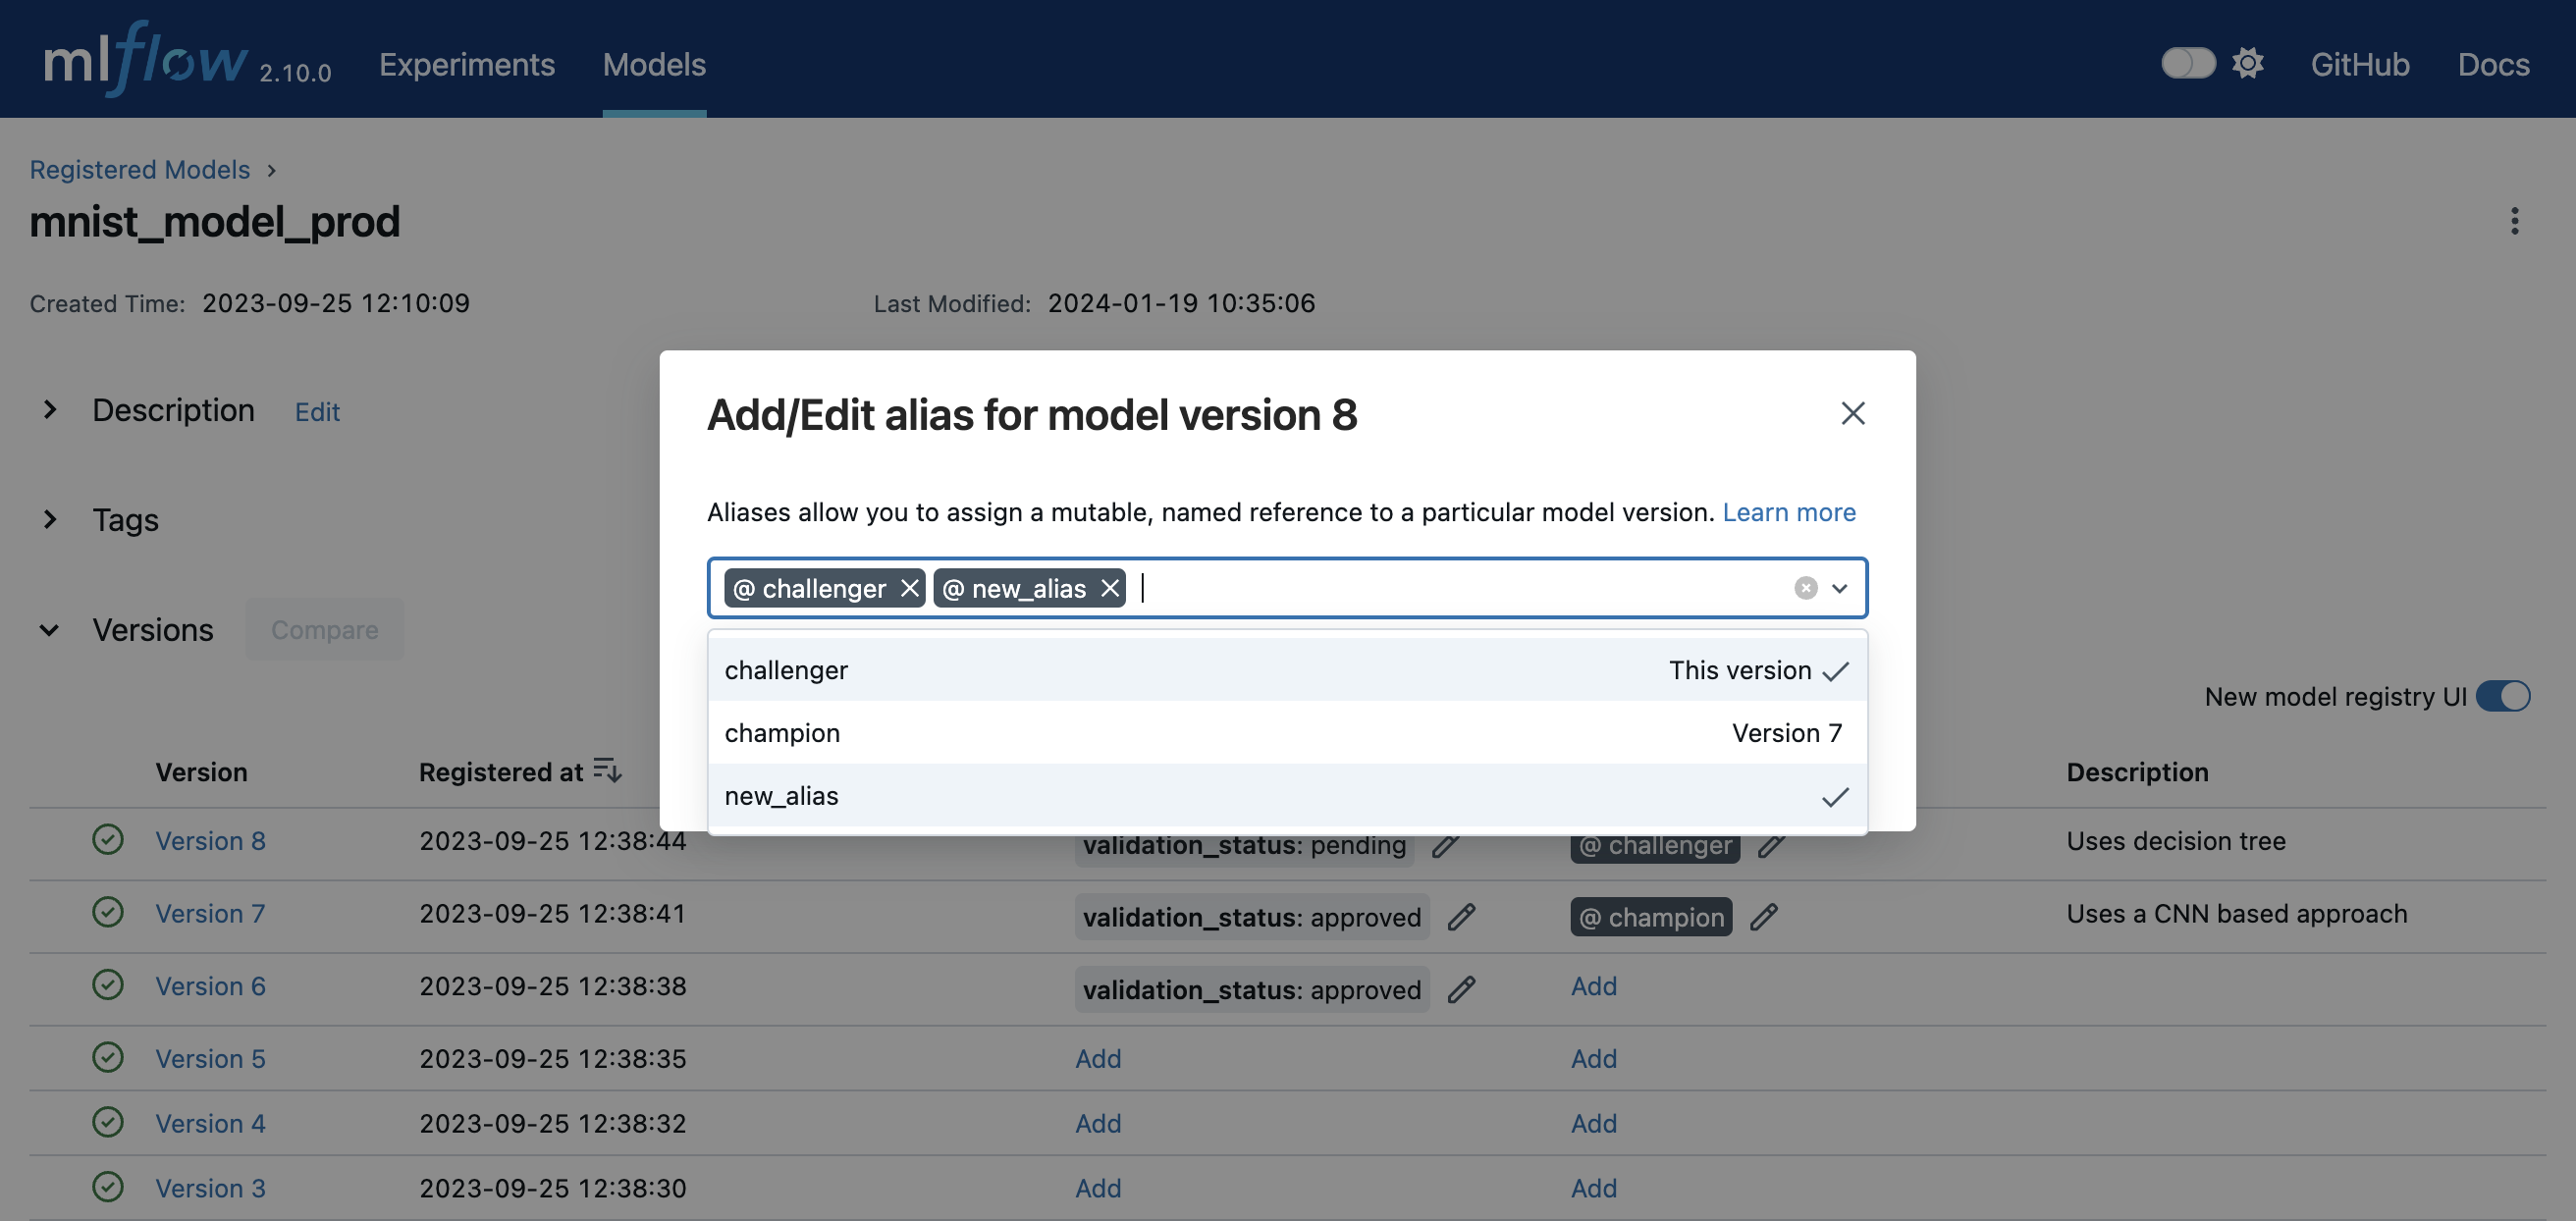 mlflow 2.10.0 Experiments Models GitHub Docs
Registered Models
mnist_model_prod
Created Time: 2023-09-25 12:10:09 Last Modified: 2024-01-19 10:35:06
Description Edit
Tags
Versions Compare
Add/Edit alias for model version 8
Aliases allow you to assign a mutable, named reference to a particular model version. Learn more
@ challenger @ new_alias
challenger This version
champion Version 7
new_alias
New model registry UI
Version Registered at Description
Version 8 2023-09-25 12:38:44 validation_status: pending @ challenger Uses decision tree
Version 7 2023-09-25 12:38:41 validation_status: approved @ champion Uses a CNN based approach
Version 6 2023-09-25 12:38:38 validation_status: approved Add
Version 5 2023-09-25 12:38:35 Add Add
Version 4 2023-09-25 12:38:32 Add Add
Version 3 2023-09-25 12:38:30 Add Add